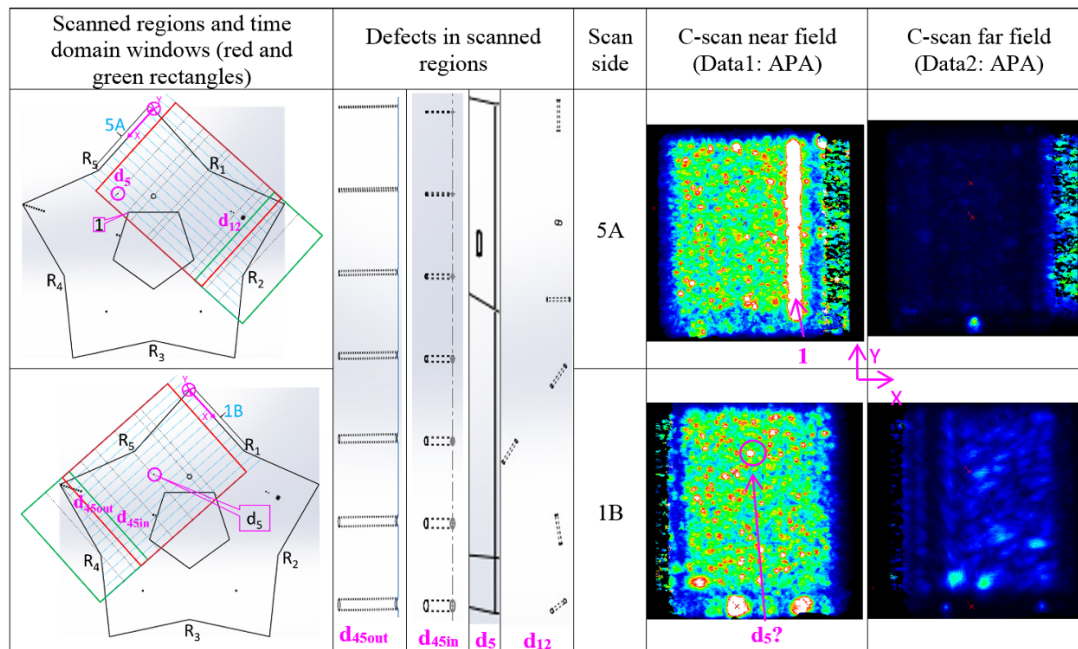 Scanned regions and time
domain windows (red and
green rectangles)
Defects in scanned
regions
Scan
side
C-scan near field
(Data1: APA)
C-scan far field
(Data2: APA)
Y
5A
X
R5
R1
d5
1
d12
R4
R2
R3
5A
1
Y
X
Y
1B
X
R5
R1
d45out
d45in
d5
R4
R2
R3
θ
d45out
d45in
d5
d12
1B
d5?